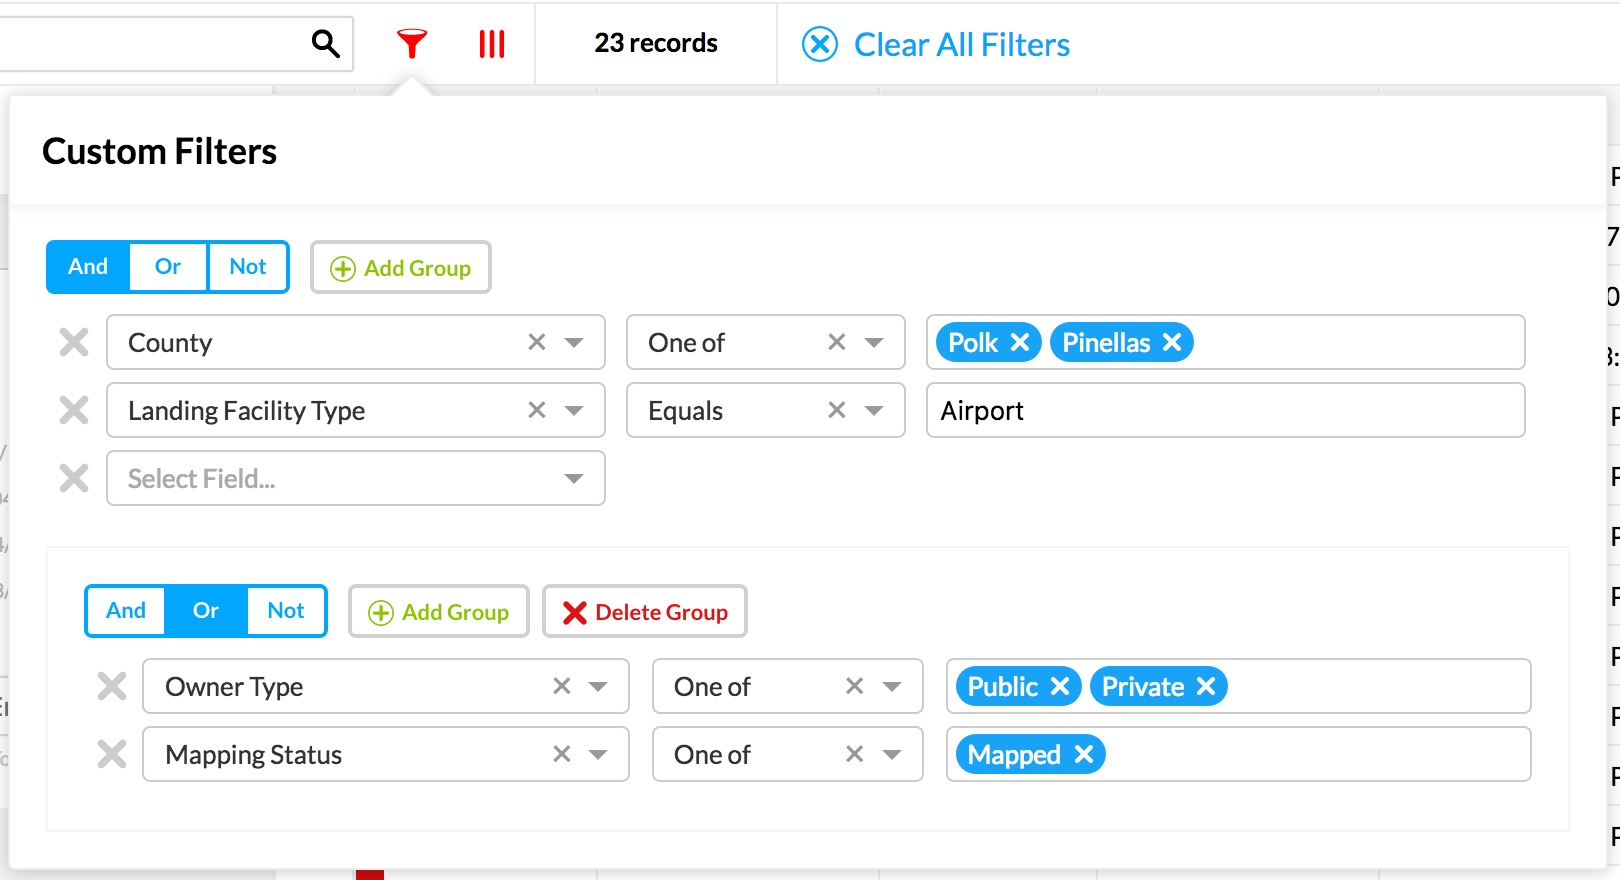 23 records Clear All Filters
Custom Filters
And Or Not Add Group
County One of Polk Pinellas
Landing Facility Type Equals Airport
Select Field...
And Or Not Add Group Delete Group
Owner Type One of Public Private
Mapping Status One of Mapped